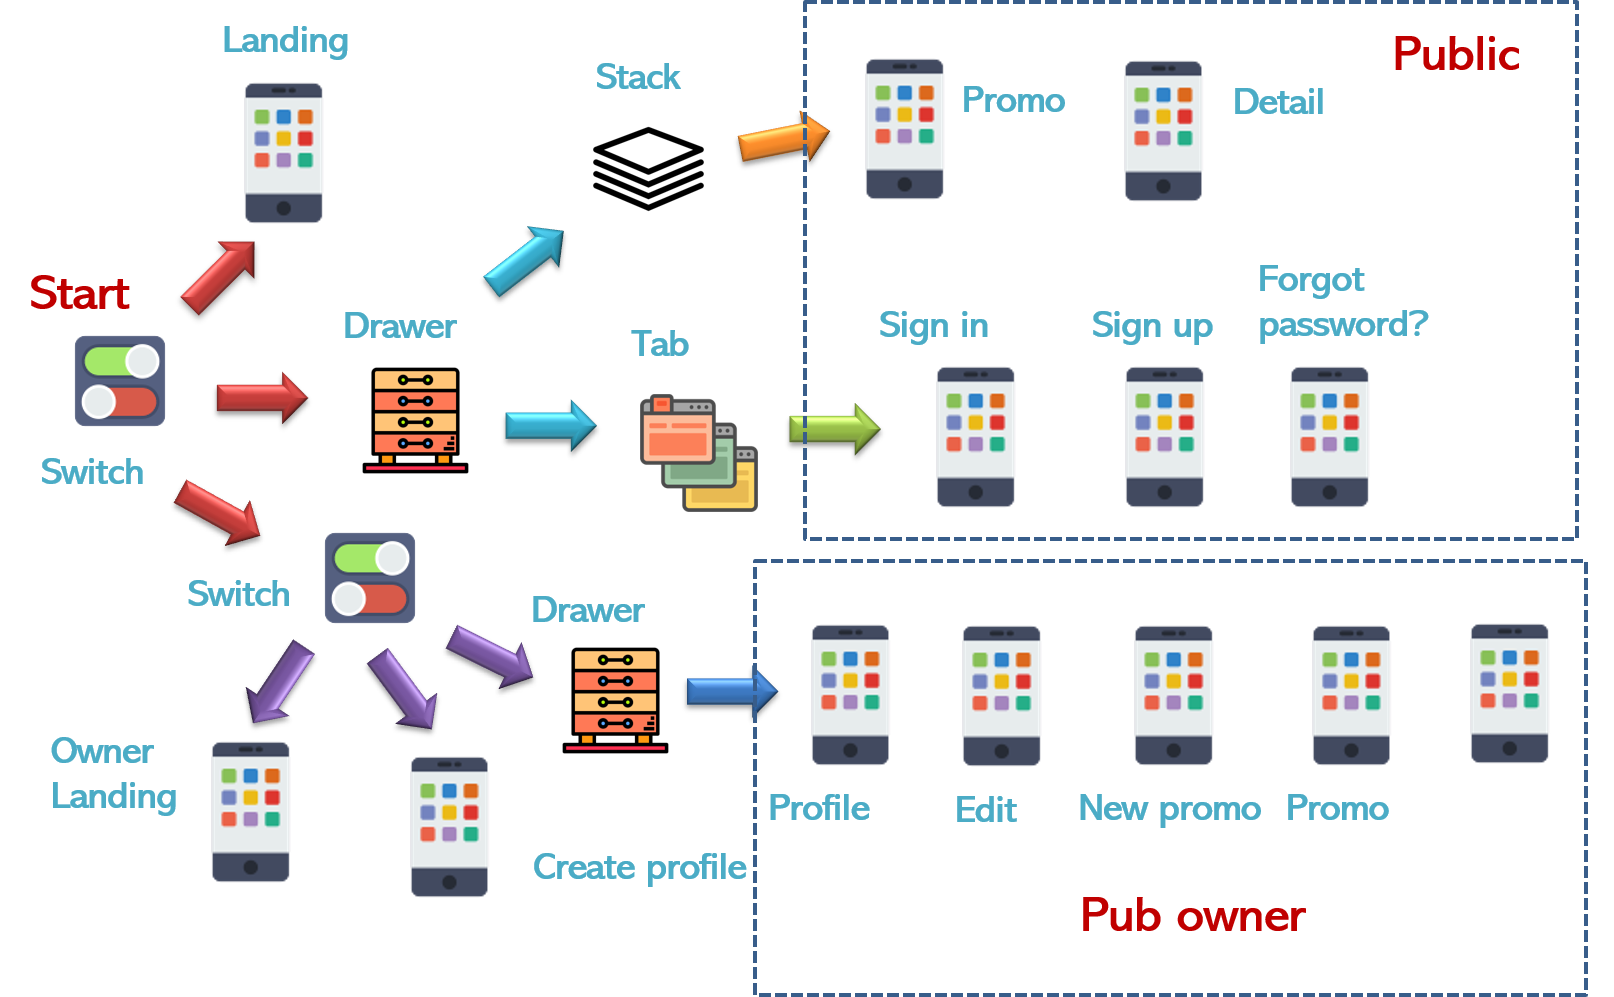 Landing
Stack
Public
Promo
Detail
Start
Drawer
Tab
Sign in
Sign up
Forgot
password?
Switch
Switch
Drawer
Owner
Landing
Create profile
Profile
Edit
New promo
Promo
Pub owner